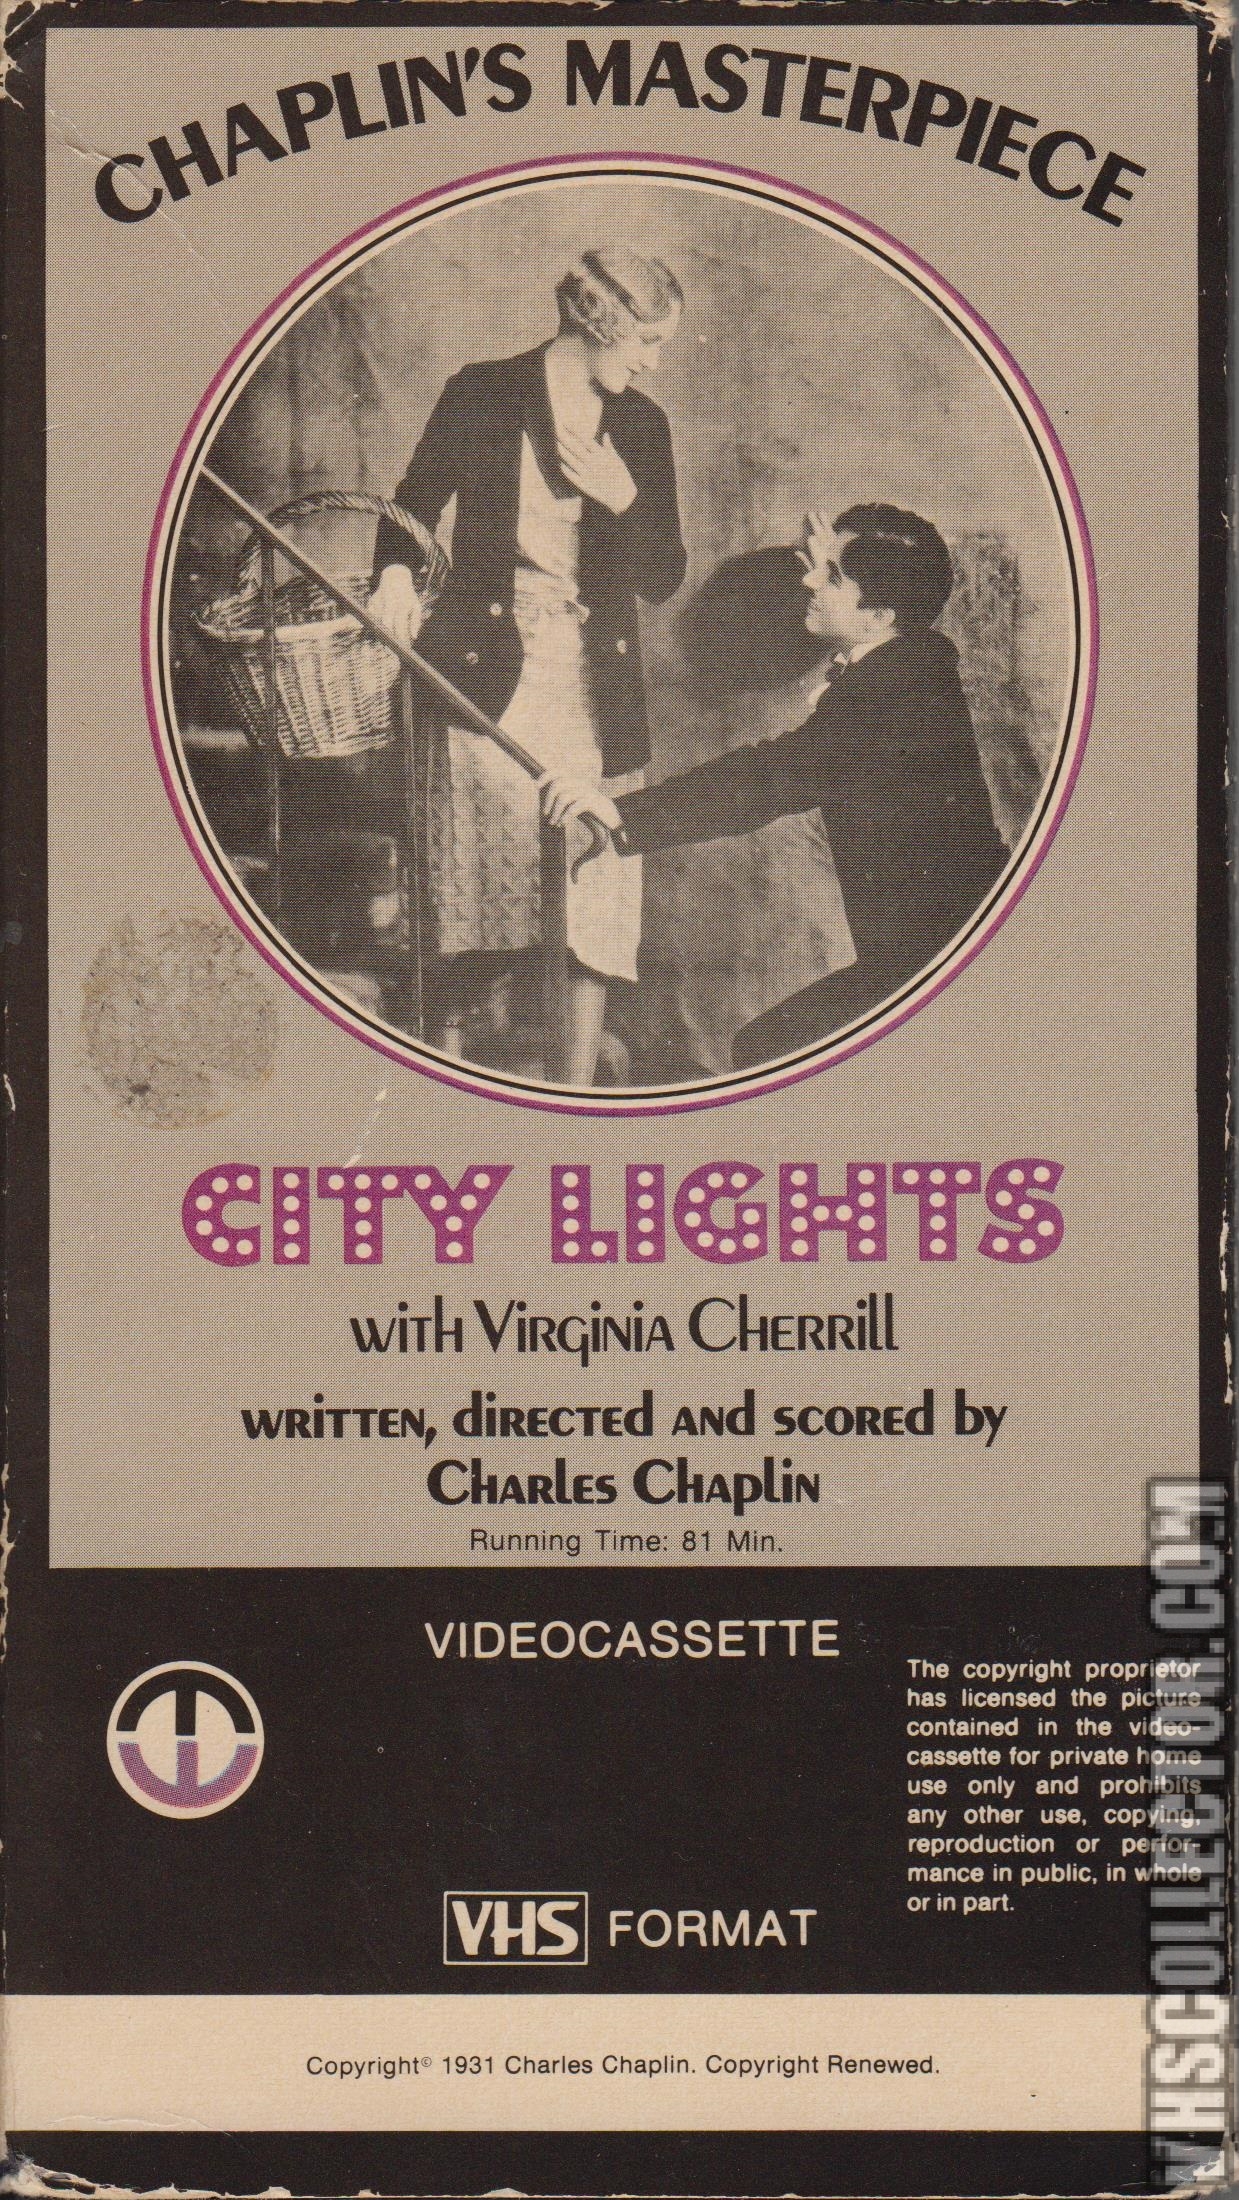 CHAPLIN'S MASTERPIECE
CITY LIGHTS
with Virginia Cherrill
written, directed and scored by
Charles Chaplin
Running Time: 81 Min.
VIDEOCASSETTE
The copyright proprietor
has licensed the picture
contained in the video-
cassette for private home
use only and prohibits
any other use, copying,
reproduction or perfor-
mance in public, in whole
or in part.
VHS FORMAT
Copyright© 1931 Charles Chaplin. Copyright Renewed.
VHSCOLLECTOR.COM